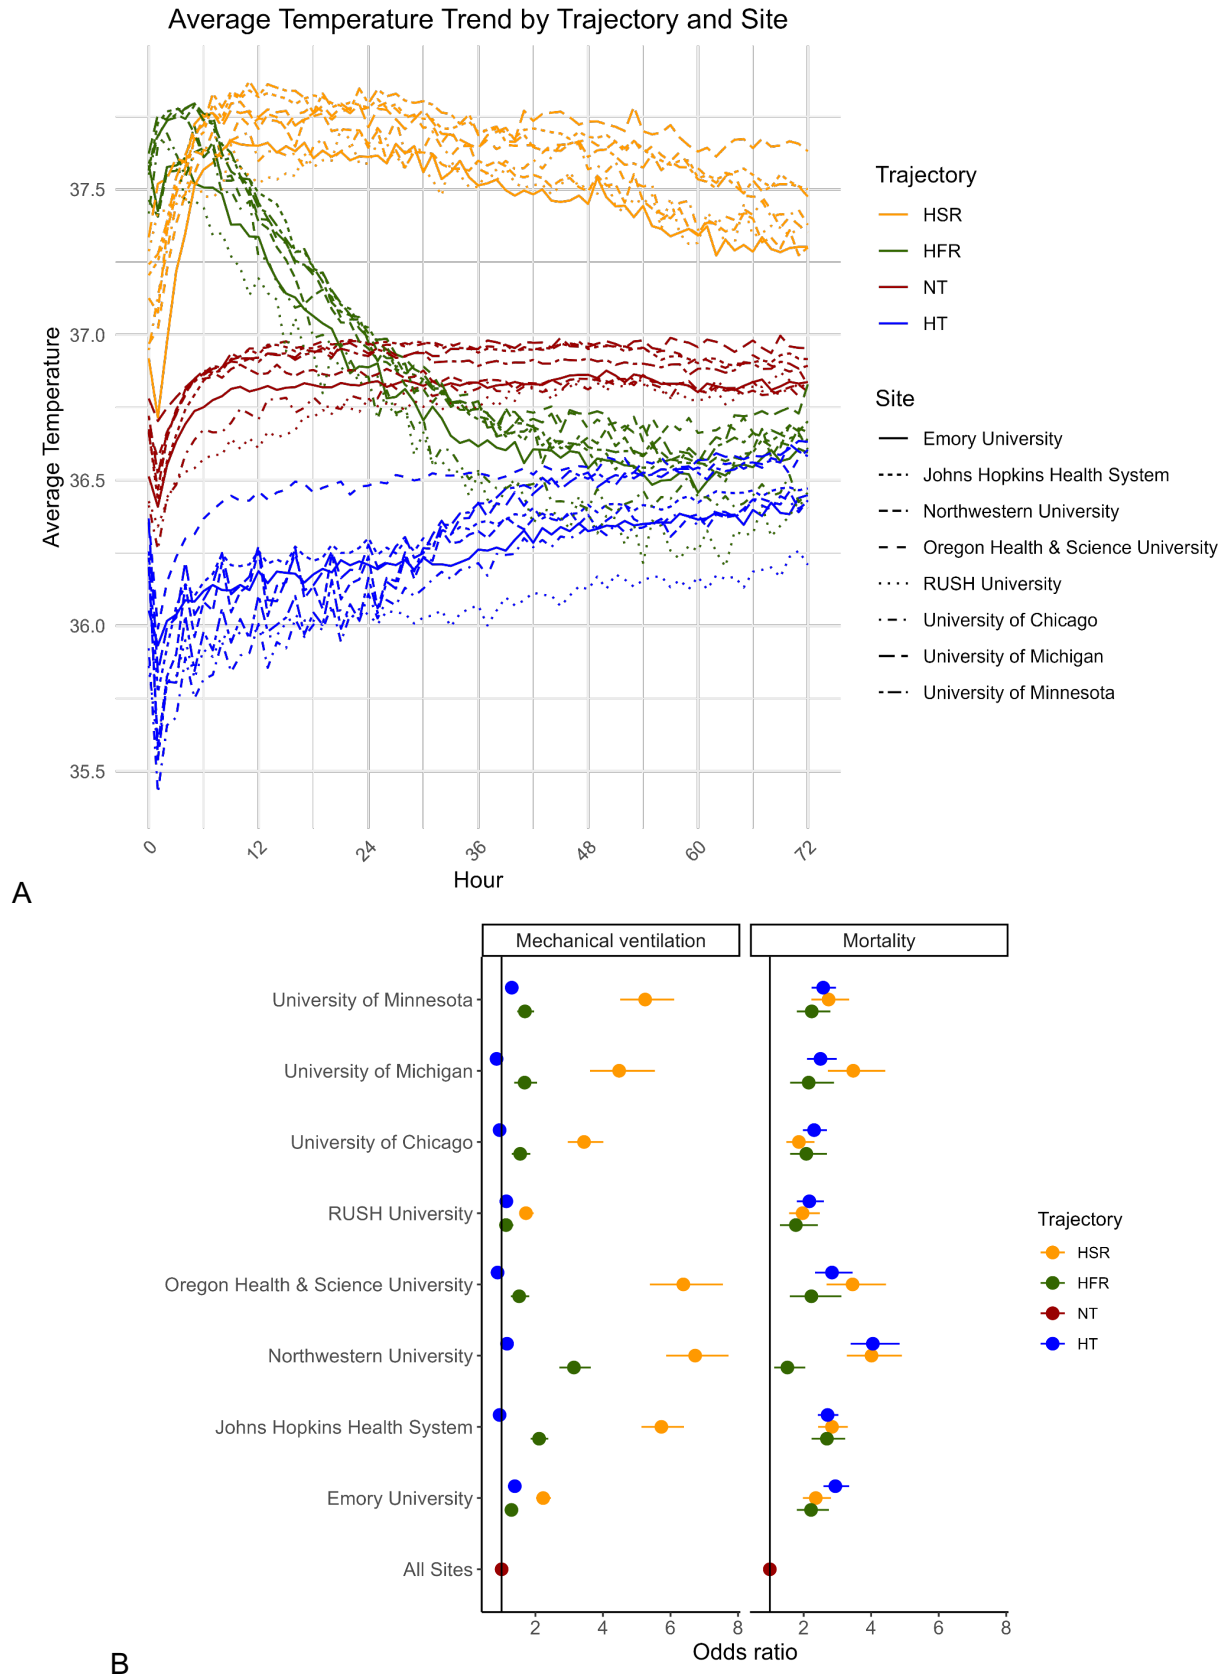 Average Temperature Trend by Trajectory and Site
Average Temperature
37.5
37.0
36.5
36.0
35.5
0
12
24
36
48
60
72
Hour
A
Trajectory
HSR
HFR
NT
HT
Site
Emory University
Johns Hopkins Health System
Northwestern University
Oregon Health & Science University
RUSH University
University of Chicago
University of Michigan
University of Minnesota
Mechanical ventilation
Mortality
University of Minnesota
University of Michigan
University of Chicago
RUSH University
Oregon Health & Science University
Northwestern University
Johns Hopkins Health System
Emory University
All Sites
2
4
6
8
2
4
6
8
Odds ratio
Trajectory
HSR
HFR
NT
HT
B